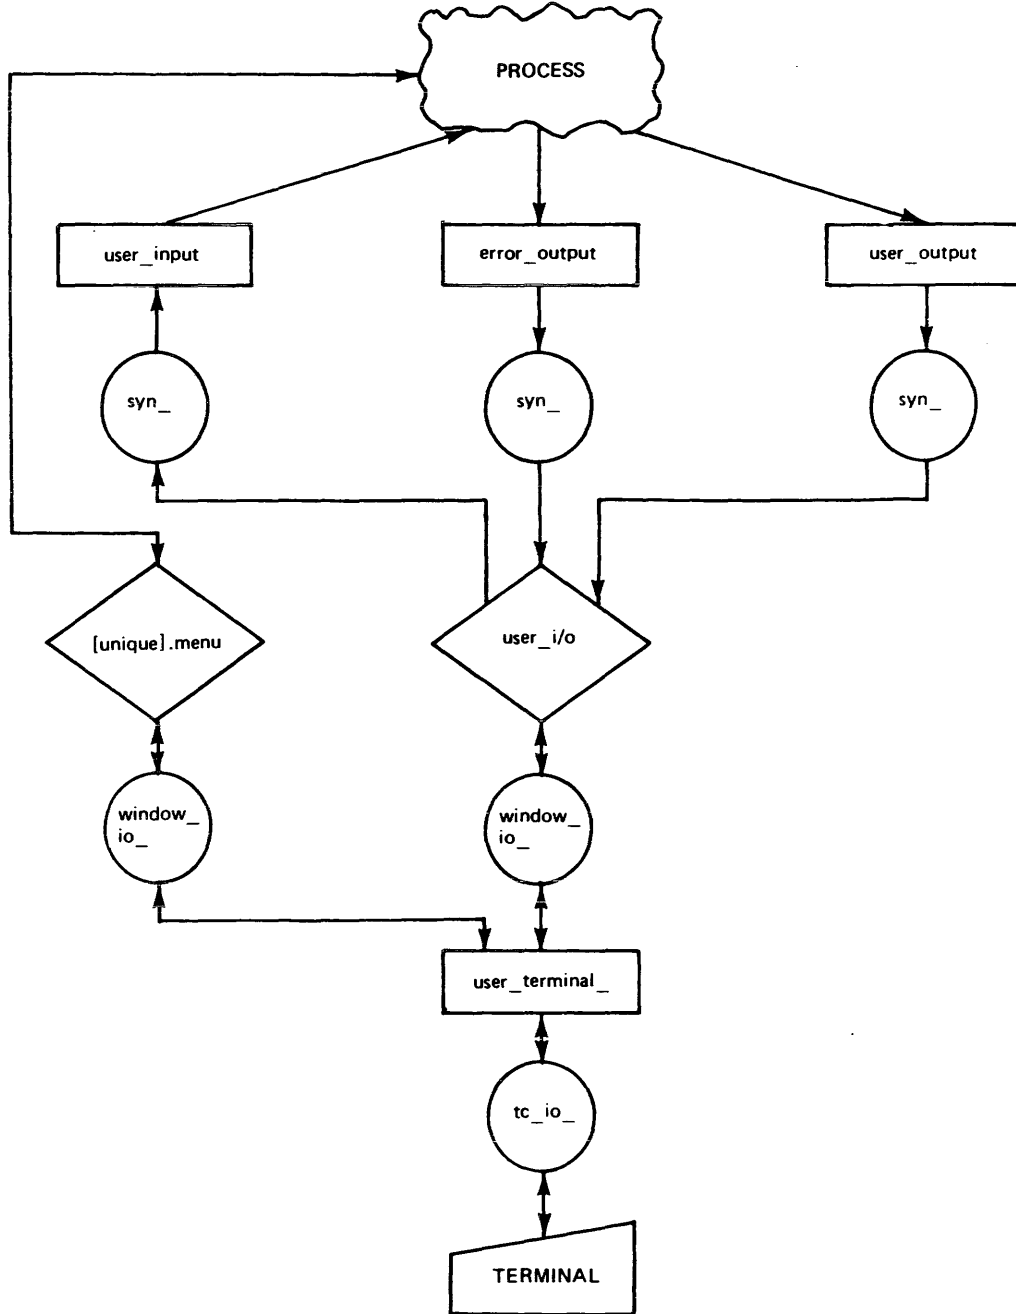 PROCESS
user_input
error_output
user_output
syn_
syn_
syn_
[unique].menu
user_i/o
window_
io_
window_
io_
user_terminal_
tc_io_
TERMINAL